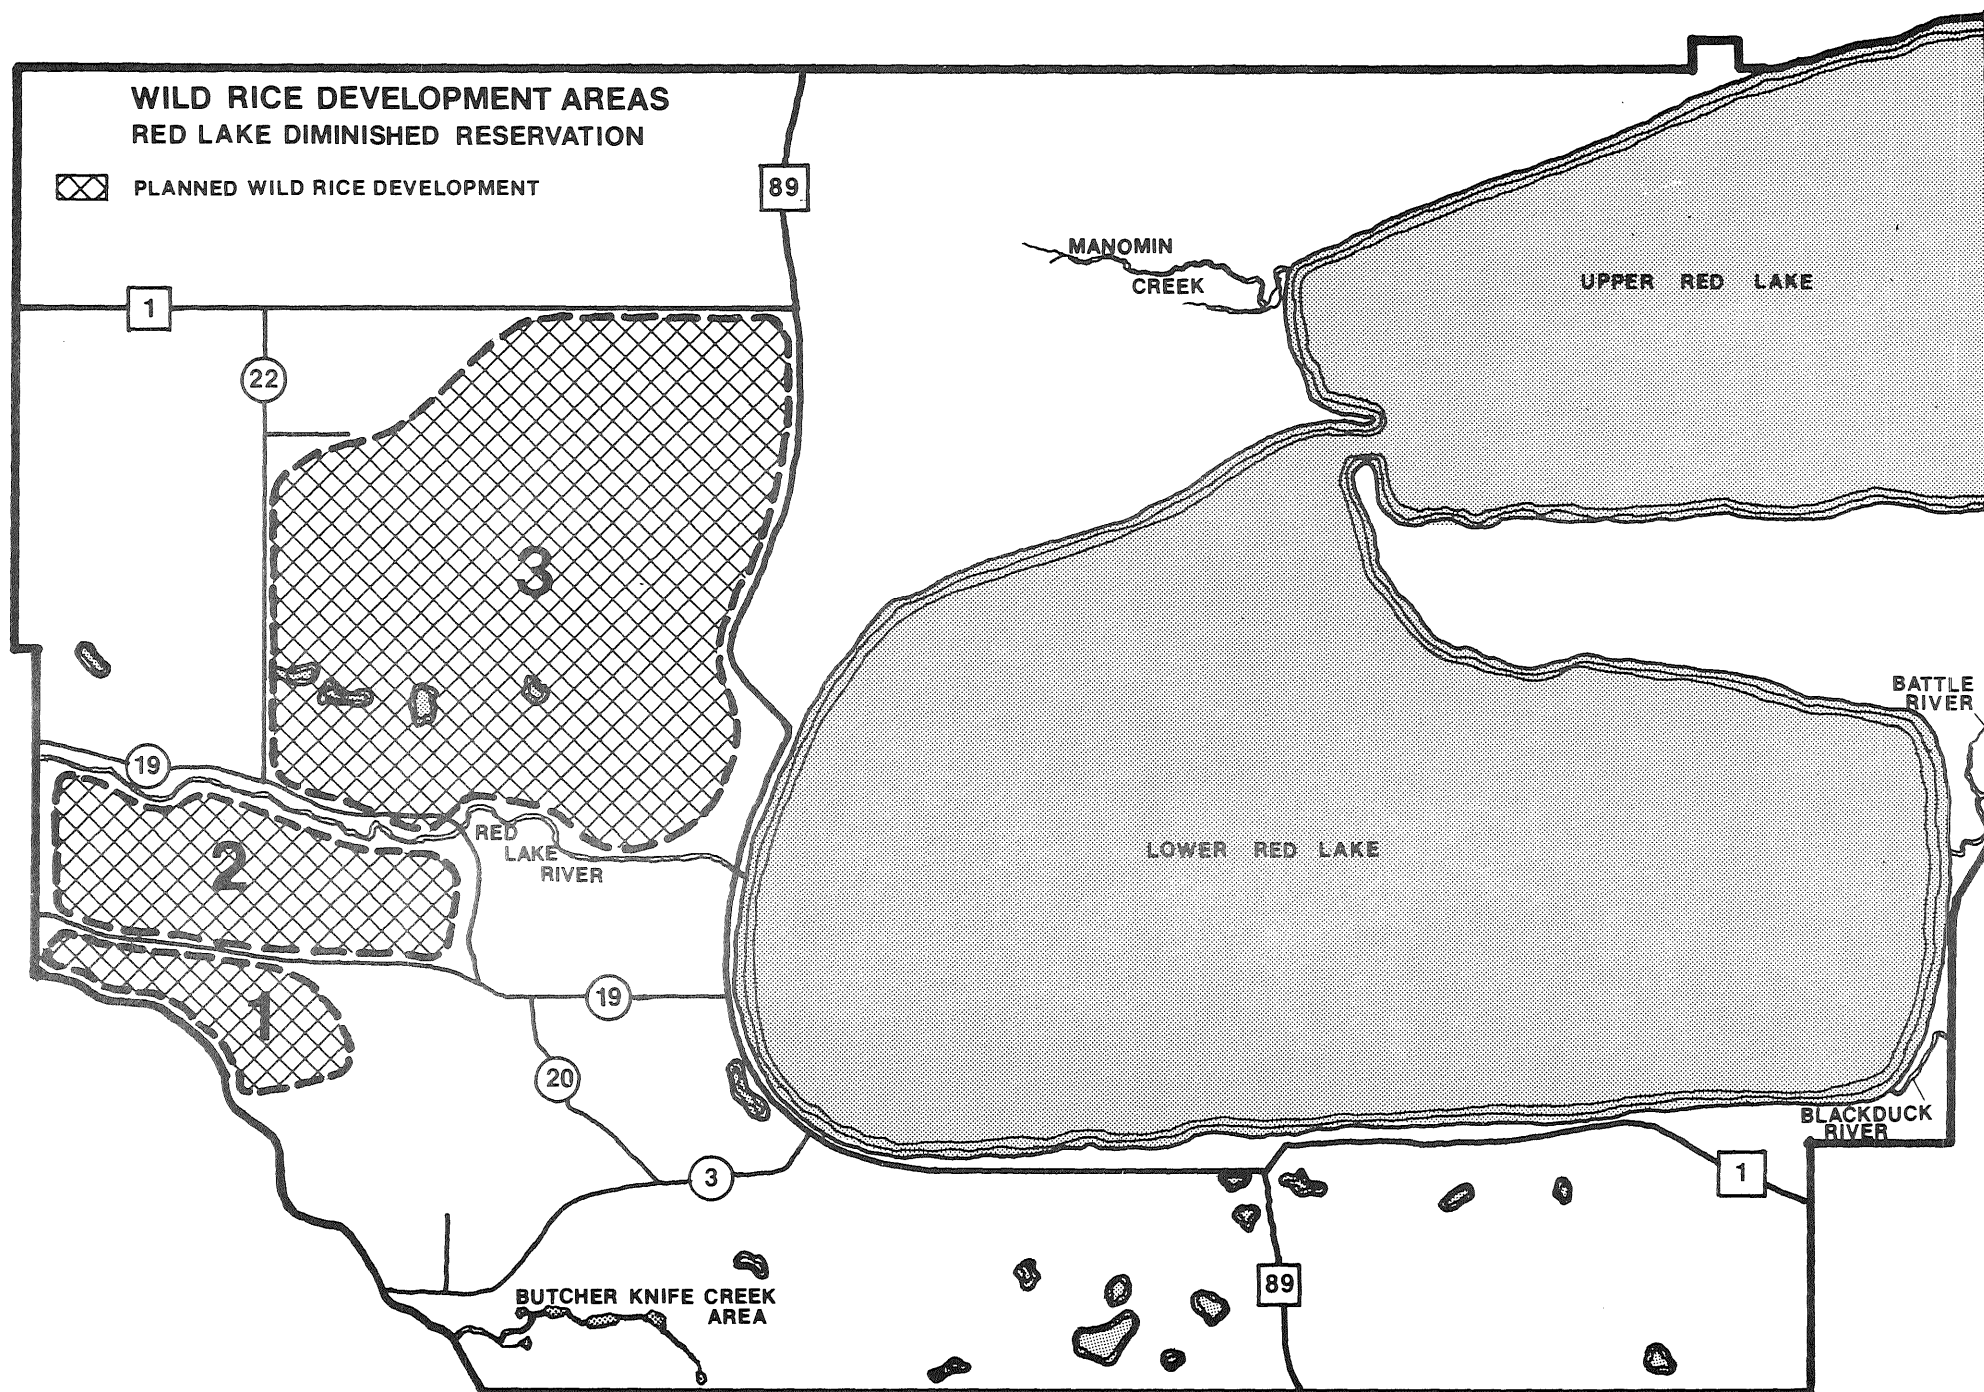 WILD RICE DEVELOPMENT AREAS
RED LAKE DIMINISHED RESERVATION
PLANNED WILD RICE DEVELOPMENT
89
MANOMIN
CREEK
UPPER RED LAKE
1
22
3
BATTLE
RIVER
19
RED
LAKE
RIVER
2
LOWER RED LAKE
1
19
20
BLACKDUCK
RIVER
3
1
89
BUTCHER KNIFE CREEK
AREA